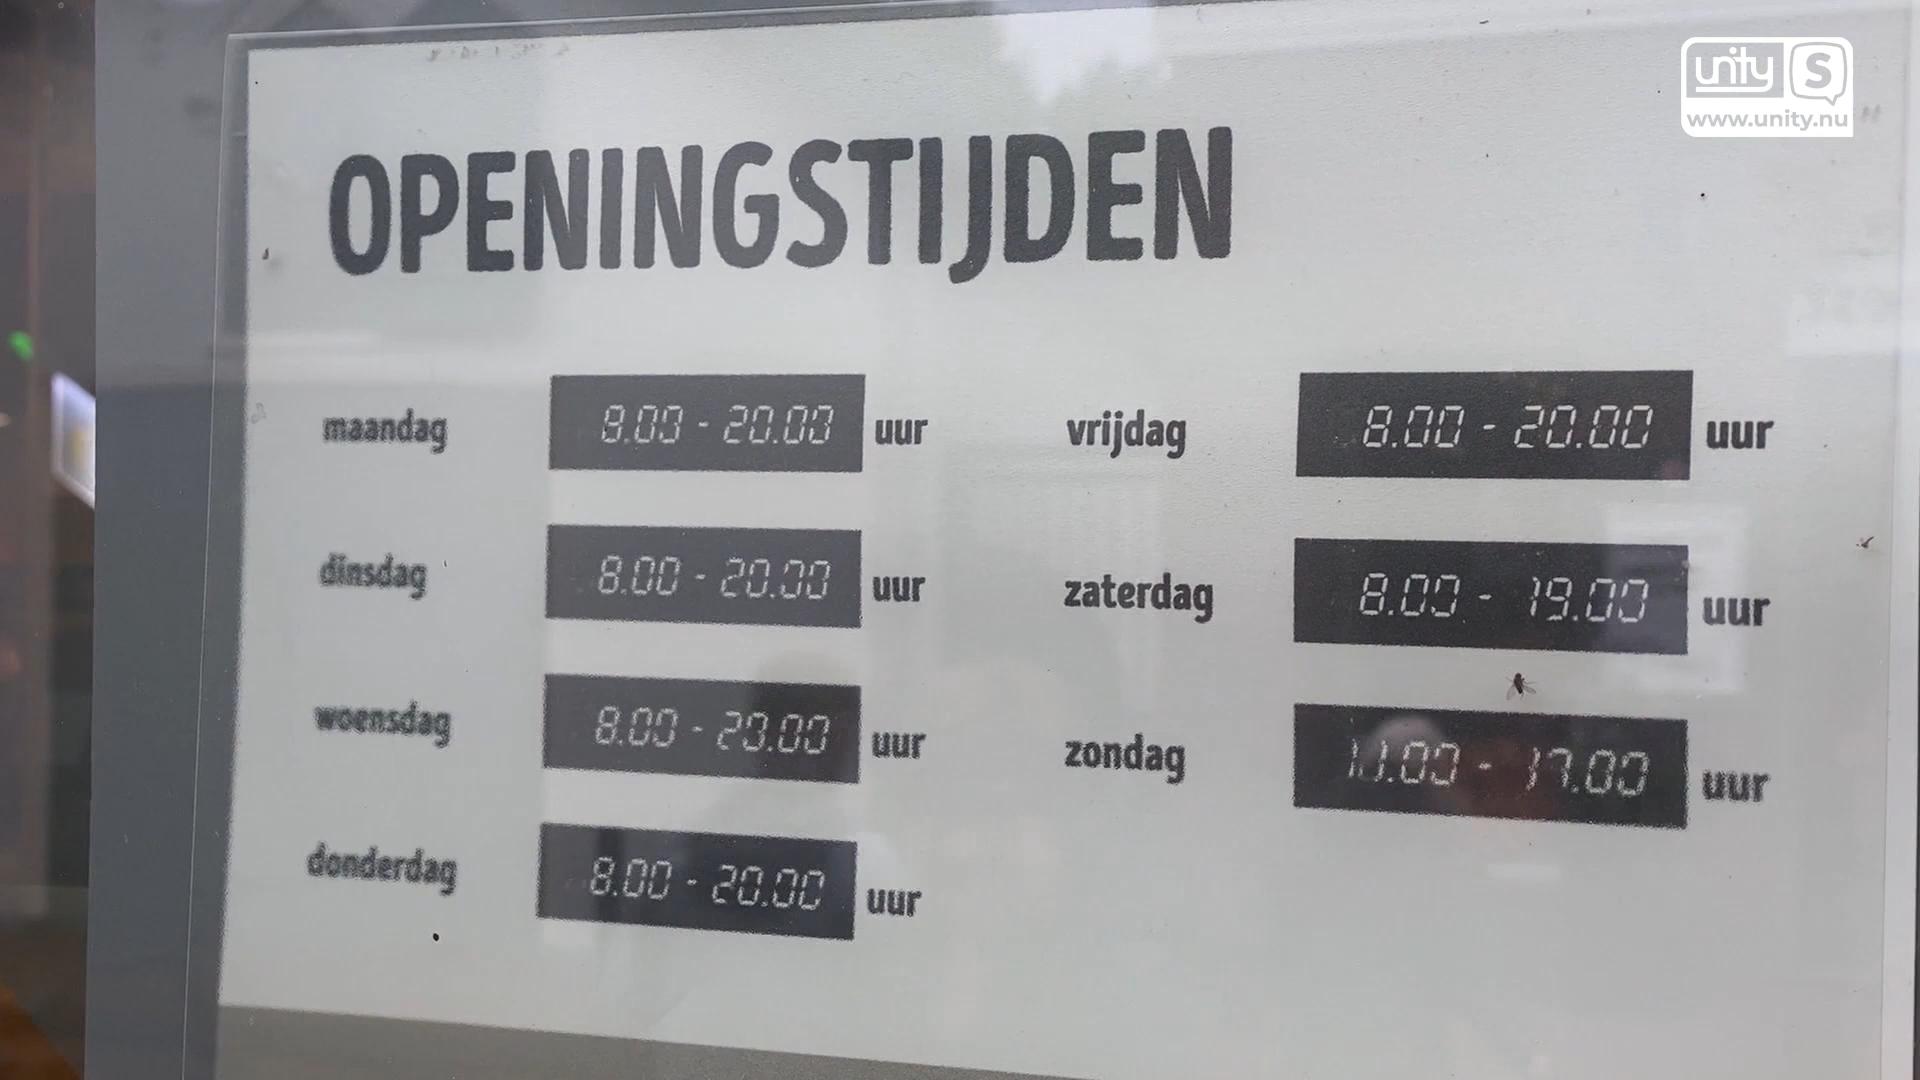 unity S
www.unity.nu
OPENINGSTIJDEN
maandag 8.00 - 20.00 uur
dinsdag 8.00 - 20.00 uur
woensdag 8.00 - 20.00 uur
donderdag 8.00 - 20.00 uur
vrijdag 8.00 - 20.00 uur
zaterdag 8.00 - 19.00 uur
zondag 11.00 - 17.00 uur